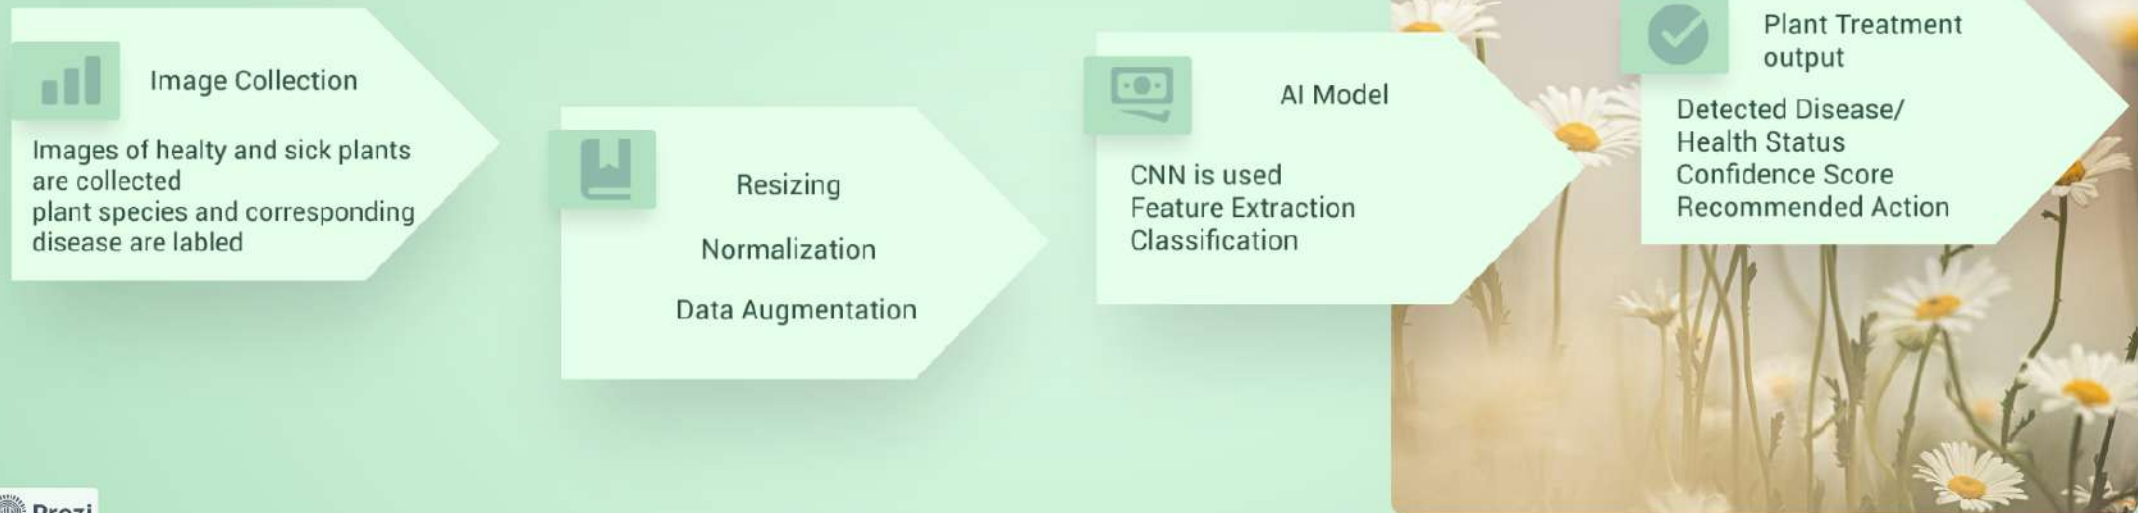 Image Collection
Images of healty and sick plants
are collected
plant species and corresponding
disease are labled
Resizing
Normalization
Data Augmentation
AI Model
CNN is used
Feature Extraction
Classification
Plant Treatment
output
Detected Disease/
Health Status
Confidence Score
Recommended Action
Prezi